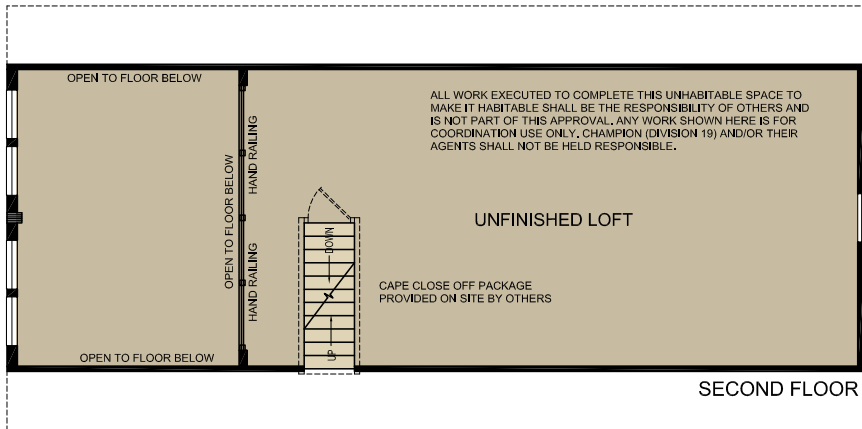 OPEN TO FLOOR BELOW
ALL WORK EXECUTED TO COMPLETE THIS UNHABITABLE SPACE TO
MAKE IT HABITABLE SHALL BE THE RESPONSIBILITY OF OTHERS AND
IS NOT PART OF THIS APPROVAL. ANY WORK SHOWN HERE IS FOR
COORDINATION USE ONLY. CHAMPION (DIVISION 19) AND/OR THEIR
AGENTS SHALL NOT BE HELD RESPONSIBLE.
HAND RAILING
OPEN TO FLOOR BELOW
HAND RAILING
UNFINISHED LOFT
DOWN
CAPE CLOSE OFF PACKAGE
PROVIDED ON SITE BY OTHERS
UP
OPEN TO FLOOR BELOW
SECOND FLOOR